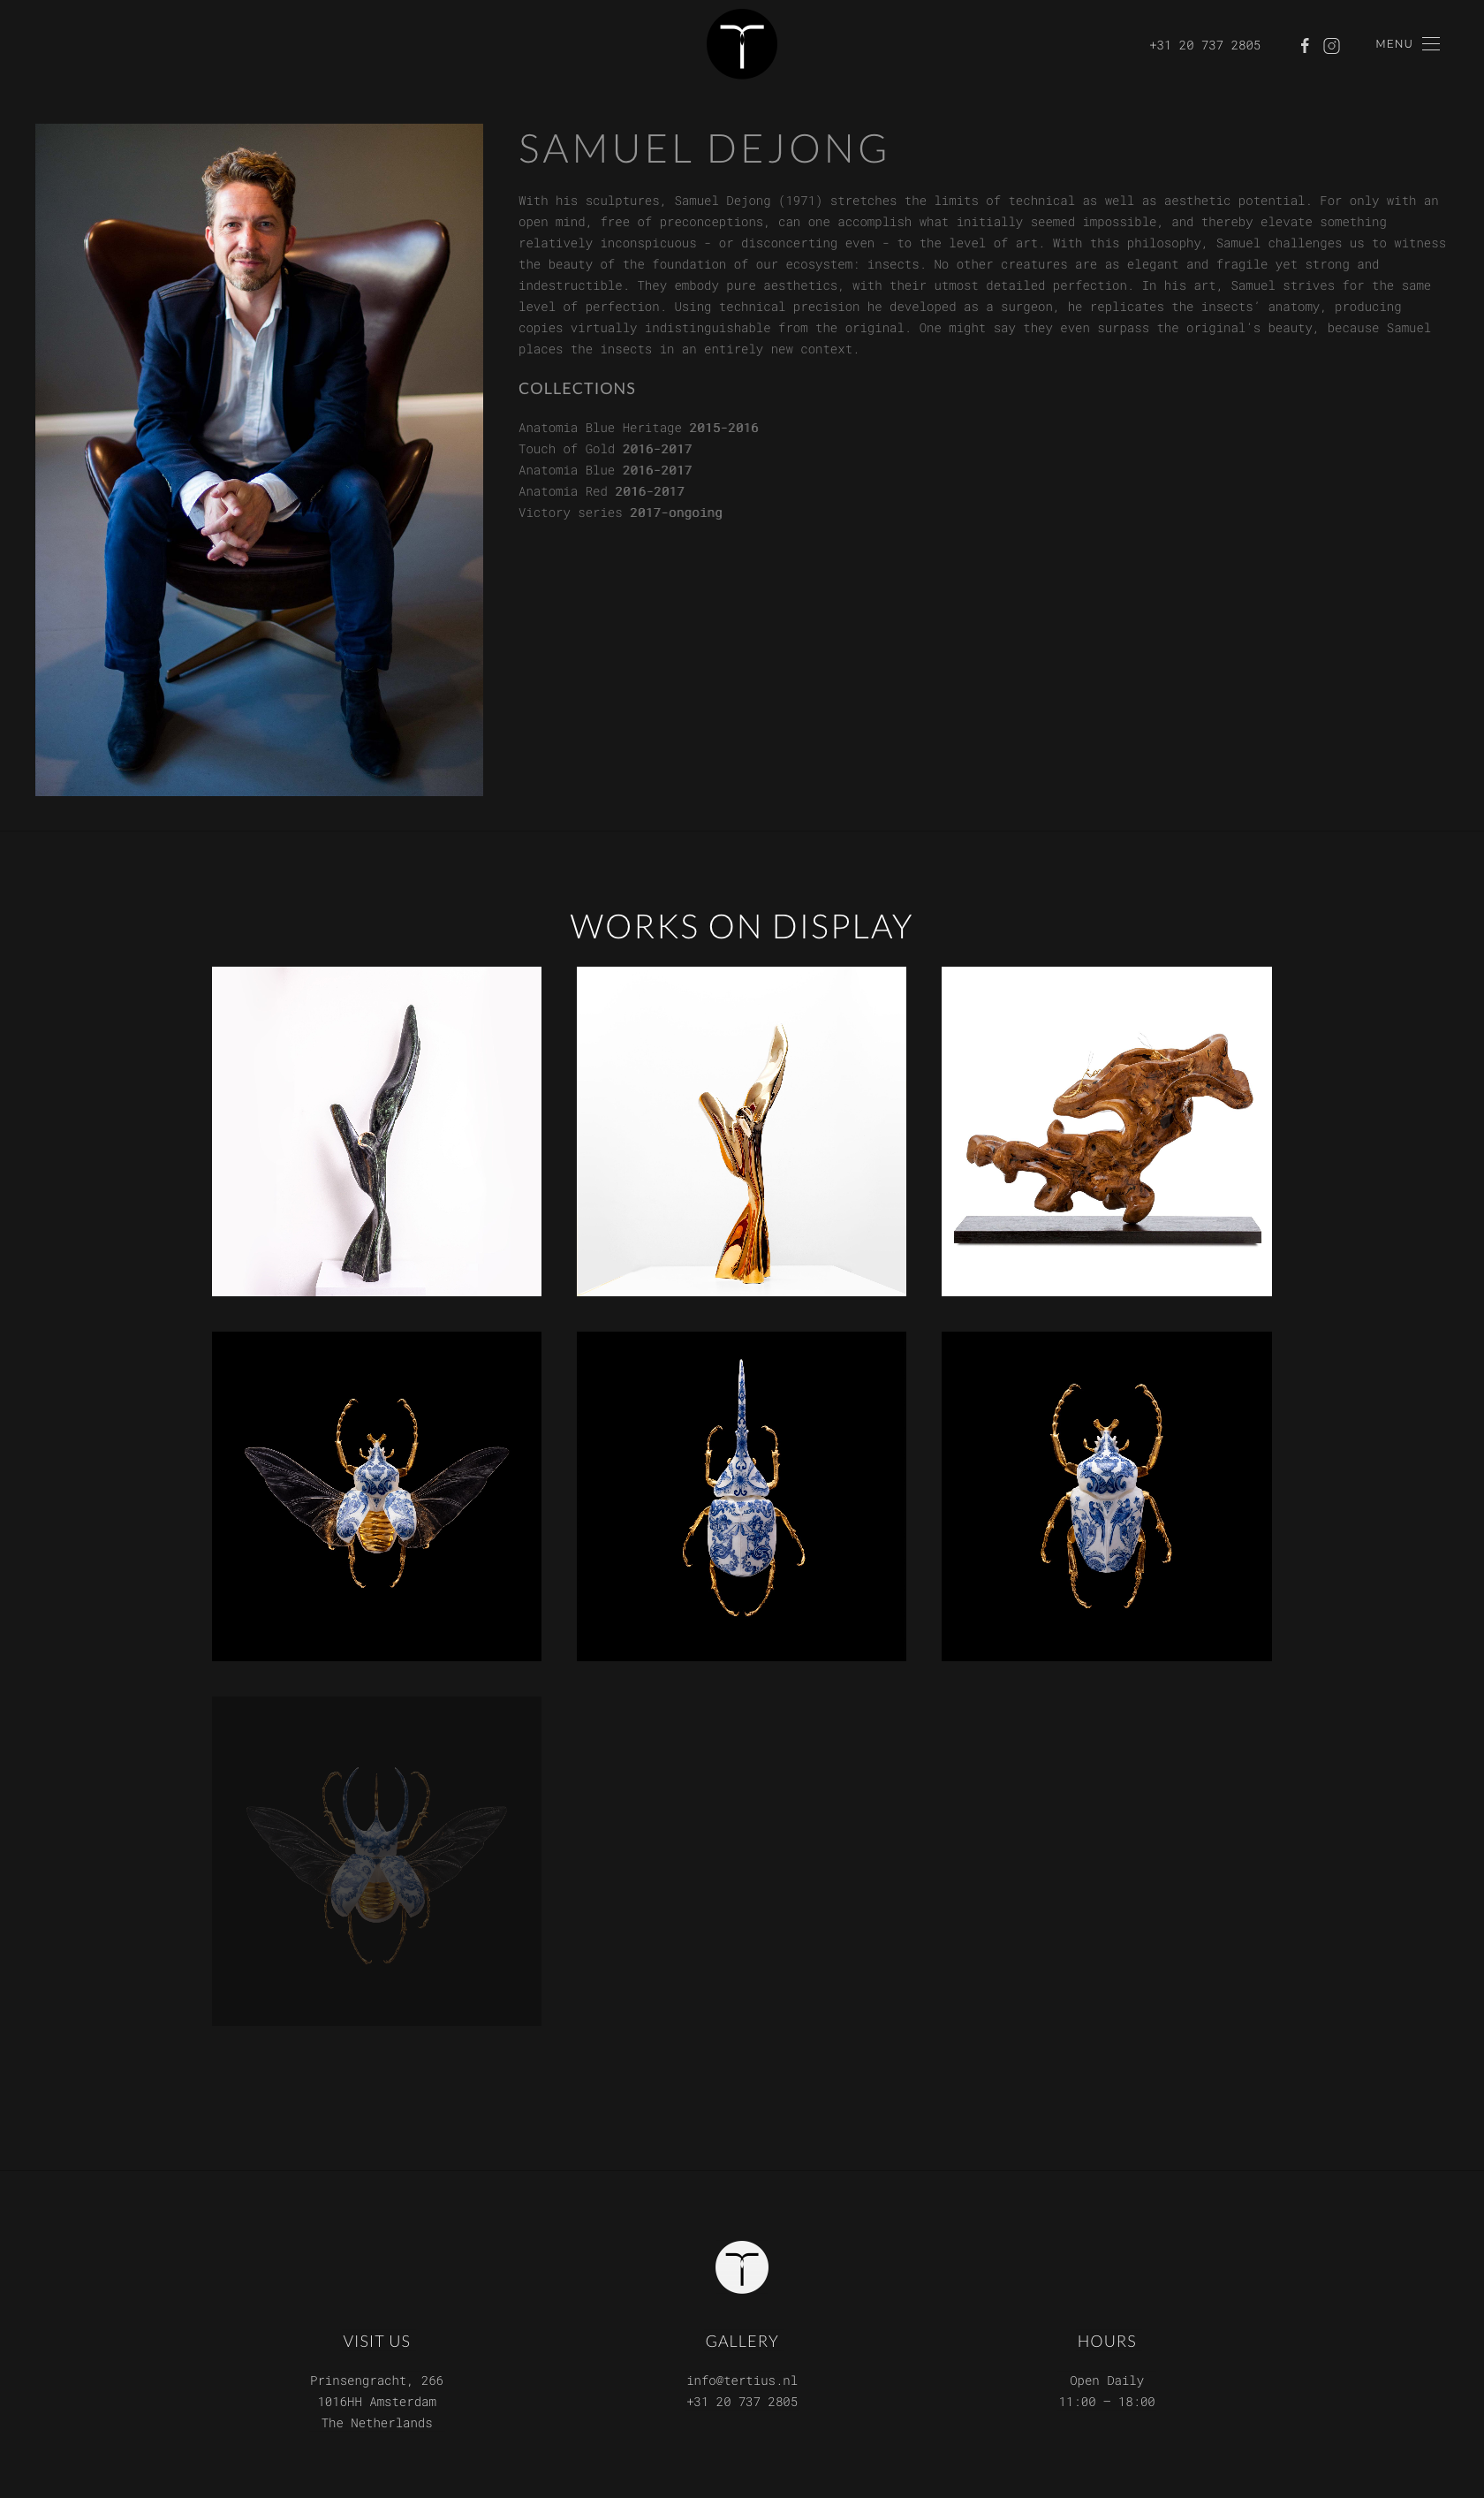 +31 20 737 2805
MENU
SAMUEL DEJONG
With his sculptures, Samuel Dejong (1971) stretches the limits of technical as well as aesthetic potential. For only with an
open mind, free of preconceptions, can one accomplish what initially seemed impossible, and thereby elevate something
relatively inconspicuous - or disconcerting even - to the level of art. With this philosophy, Samuel challenges us to witness
the beauty of the foundation of our ecosystem: insects. No other creatures are as elegant and fragile yet strong and
indestructible. They embody pure aesthetics, with their utmost detailed perfection. In his art, Samuel strives for the same
level of perfection. Using technical precision he developed as a surgeon, he replicates the insects' anatomy, producing
copies virtually indistinguishable from the original. One might say they even surpass the original's beauty, because Samuel
places the insects in an entirely new context.
COLLECTIONS
Anatomia Blue Heritage 2015-2016
Touch of Gold 2016-2017
Anatomia Blue 2016-2017
Anatomia Red 2016-2017
Victory series 2017-ongoing
WORKS ON DISPLAY
VISIT US
Prinsengracht, 266
1016HH Amsterdam
The Netherlands
GALLERY
info@tertius.nl
+31 20 737 2805
HOURS
Open Daily
11:00 – 18:00